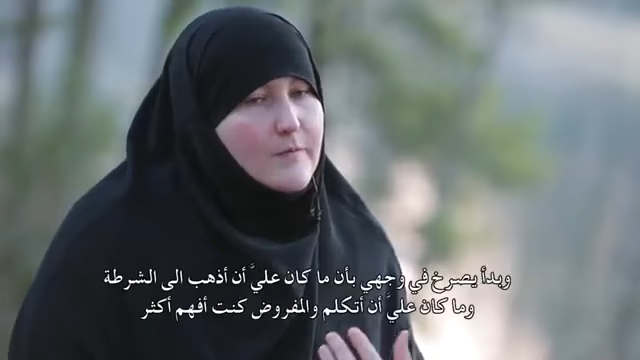 وبدأ يصرخ في وجهي بأن ما كان عليَّ أن أذهب الى الشرطة
وما كان عليَّ أن أتكلم والمفروض كنت أفهم أكثر